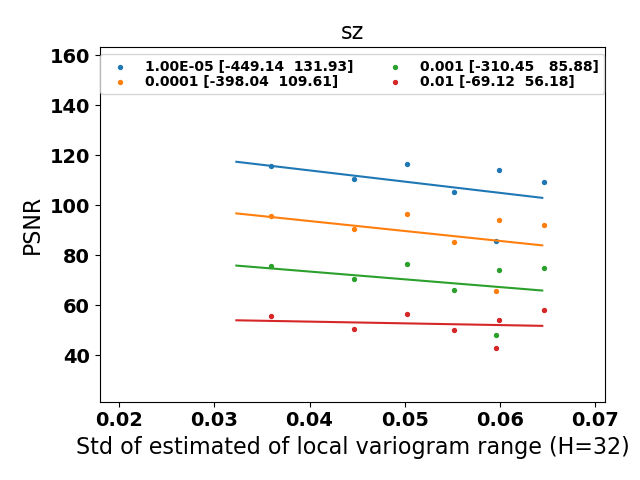 sz
1.00E-05 [-449.14  131.93]
0.0001 [-398.04  109.61]
0.001 [-310.45   85.88]
0.01 [-69.12  56.18]
PSNR
160
140
120
100
80
60
40
0.02 0.03 0.04 0.05 0.06 0.07
Std of estimated of local variogram range (H=32)